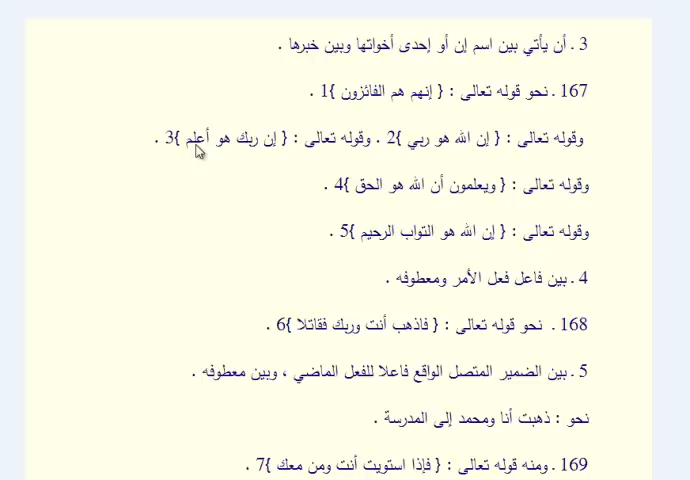 3 . أن يأتي بين اسم إن أو إحدى أخواتها وبين خبرها .
167 . نحو قوله تعالى : { إنهم هم الفائزون }1 .
وقوله تعالى : { إن الله هو ربي }2 . وقوله تعالى : { إن ربك هو أعلم }3 .
وقوله تعالى : { ويعلمون أن الله هو الحق }4 .
وقوله تعالى : { إن الله هو التواب الرحيم }5 .
4 . بين فاعل فعل الأمر ومعطوفه .
168 . نحو قوله تعالى : { فاذهب أنت وربك فقاتلا }6 .
5 . بين الضمير المتصل الواقع فاعلا للفعل الماضي ، وبين معطوفه .
نحو : ذهبت أنا ومحمد إلى المدرسة .
169 . ومنه قوله تعالى : { فإذا استويت أنت ومن معك }7 .